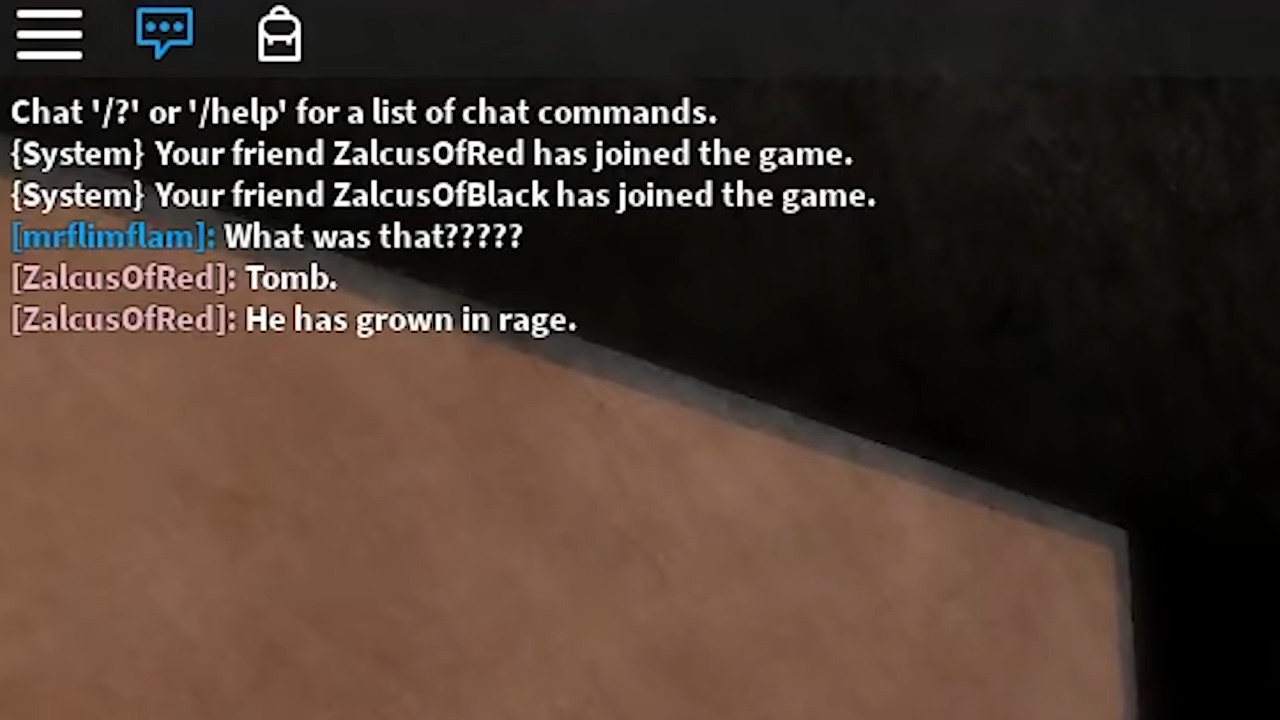 Chat '/?' or '/help' for a list of chat commands.
{System} Your friend ZalcusOfRed has joined the game.
{System} Your friend ZalcusOfBlack has joined the game.
[mrflimflam]: What was that?????
[ZalcusOfRed]: Tomb.
[ZalcusOfRed]: He has grown in rage.